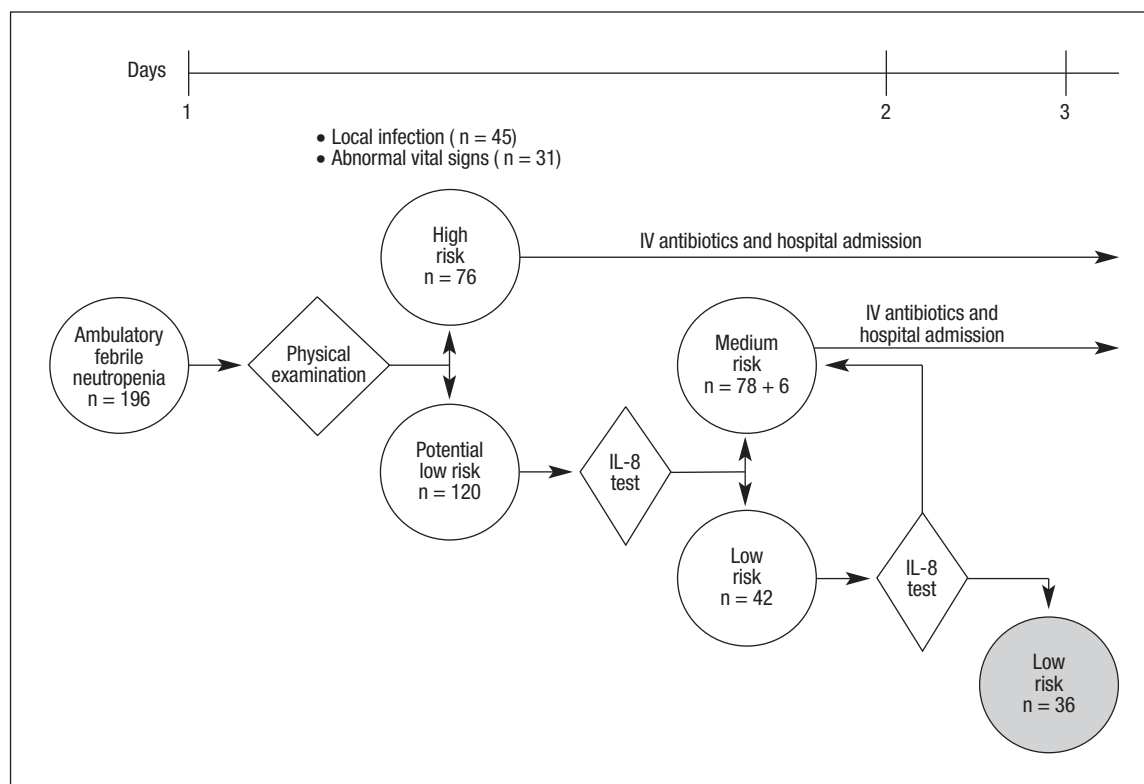 Days
1
2
3
• Local infection ( n = 45)
• Abnormal vital signs ( n = 31)
High
risk
n = 76
IV antibiotics and hospital admission
Ambulatory
febrile
neutropenia
n = 196
Physical
examination
Potential
low risk
n = 120
IL-8
test
Medium
risk
n = 78 + 6
IV antibiotics and
hospital admission
Low
risk
n = 42
IL-8
test
Low
risk
n = 36